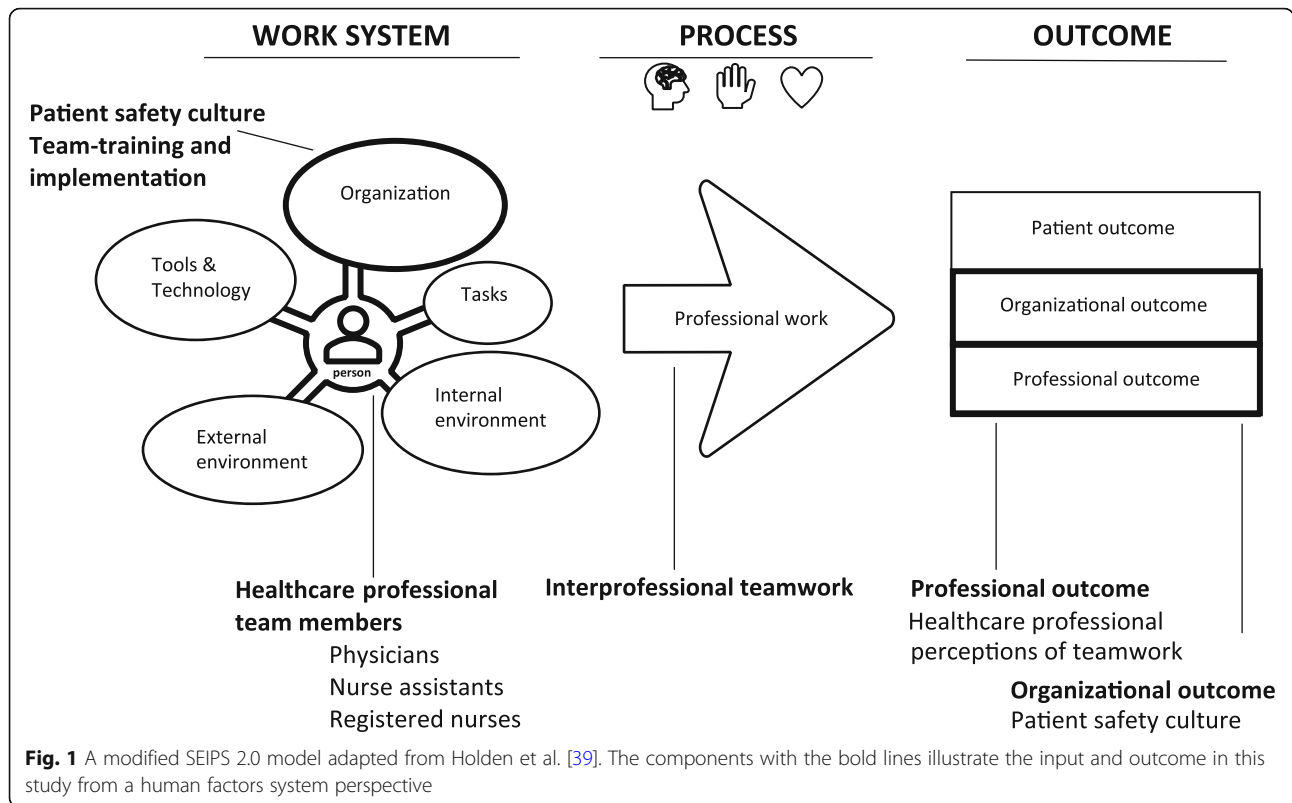 WORK SYSTEM
PROCESS
OUTCOME
Patient safety culture
Team-training and
implementation
Organization
Tools &
Technology
Tasks
person
Internal
environment
External
environment
Professional work
Patient outcome
Organizational outcome
Professional outcome
Healthcare professional
team members
Physicians
Nurse assistants
Registered nurses
Interprofessional teamwork
Professional outcome
Healthcare professional
perceptions of teamwork
Organizational outcome
Patient safety culture
Fig. 1 A modified SEIPS 2.0 model adapted from Holden et al. [39]. The components with the bold lines illustrate the input and outcome in this
study from a human factors system perspective